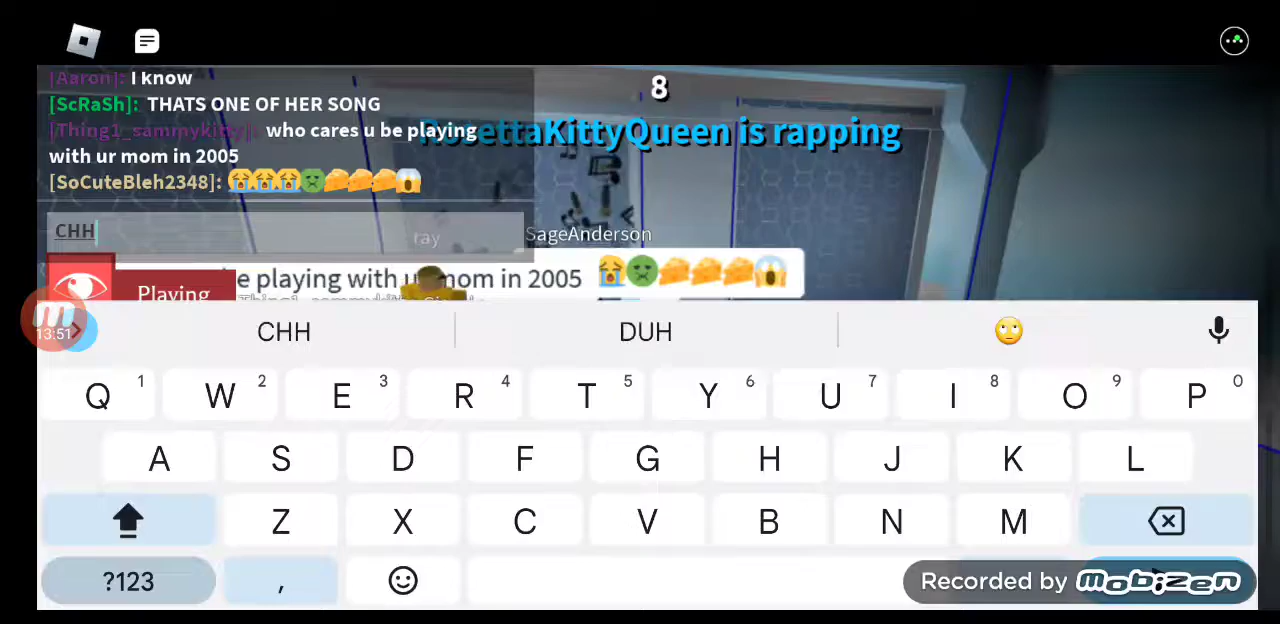 [Aaron]: I know
[ScRaSh]: THATS ONE OF HER SONG
[Thing1_sammykitty]: who cares u be playing
with ur mom in 2005
[SoCuteBleh2348]: 😭😭😭🤢🧀🧀🧀😱
8
RosettaKittyQueen is rapping
CHH
ray
SageAnderson
e playing with ur mom in 2005 😭🤢🧀🧀🧀😱
Playing
13:51
CHH DUH 🙄
Q 1 W 2 E 3 R 4 T 5 Y 6 U 7 I 8 O 9 P 0
A S D F G H J K L
Z X C V B N M
?123 ,
Recorded by mobizen